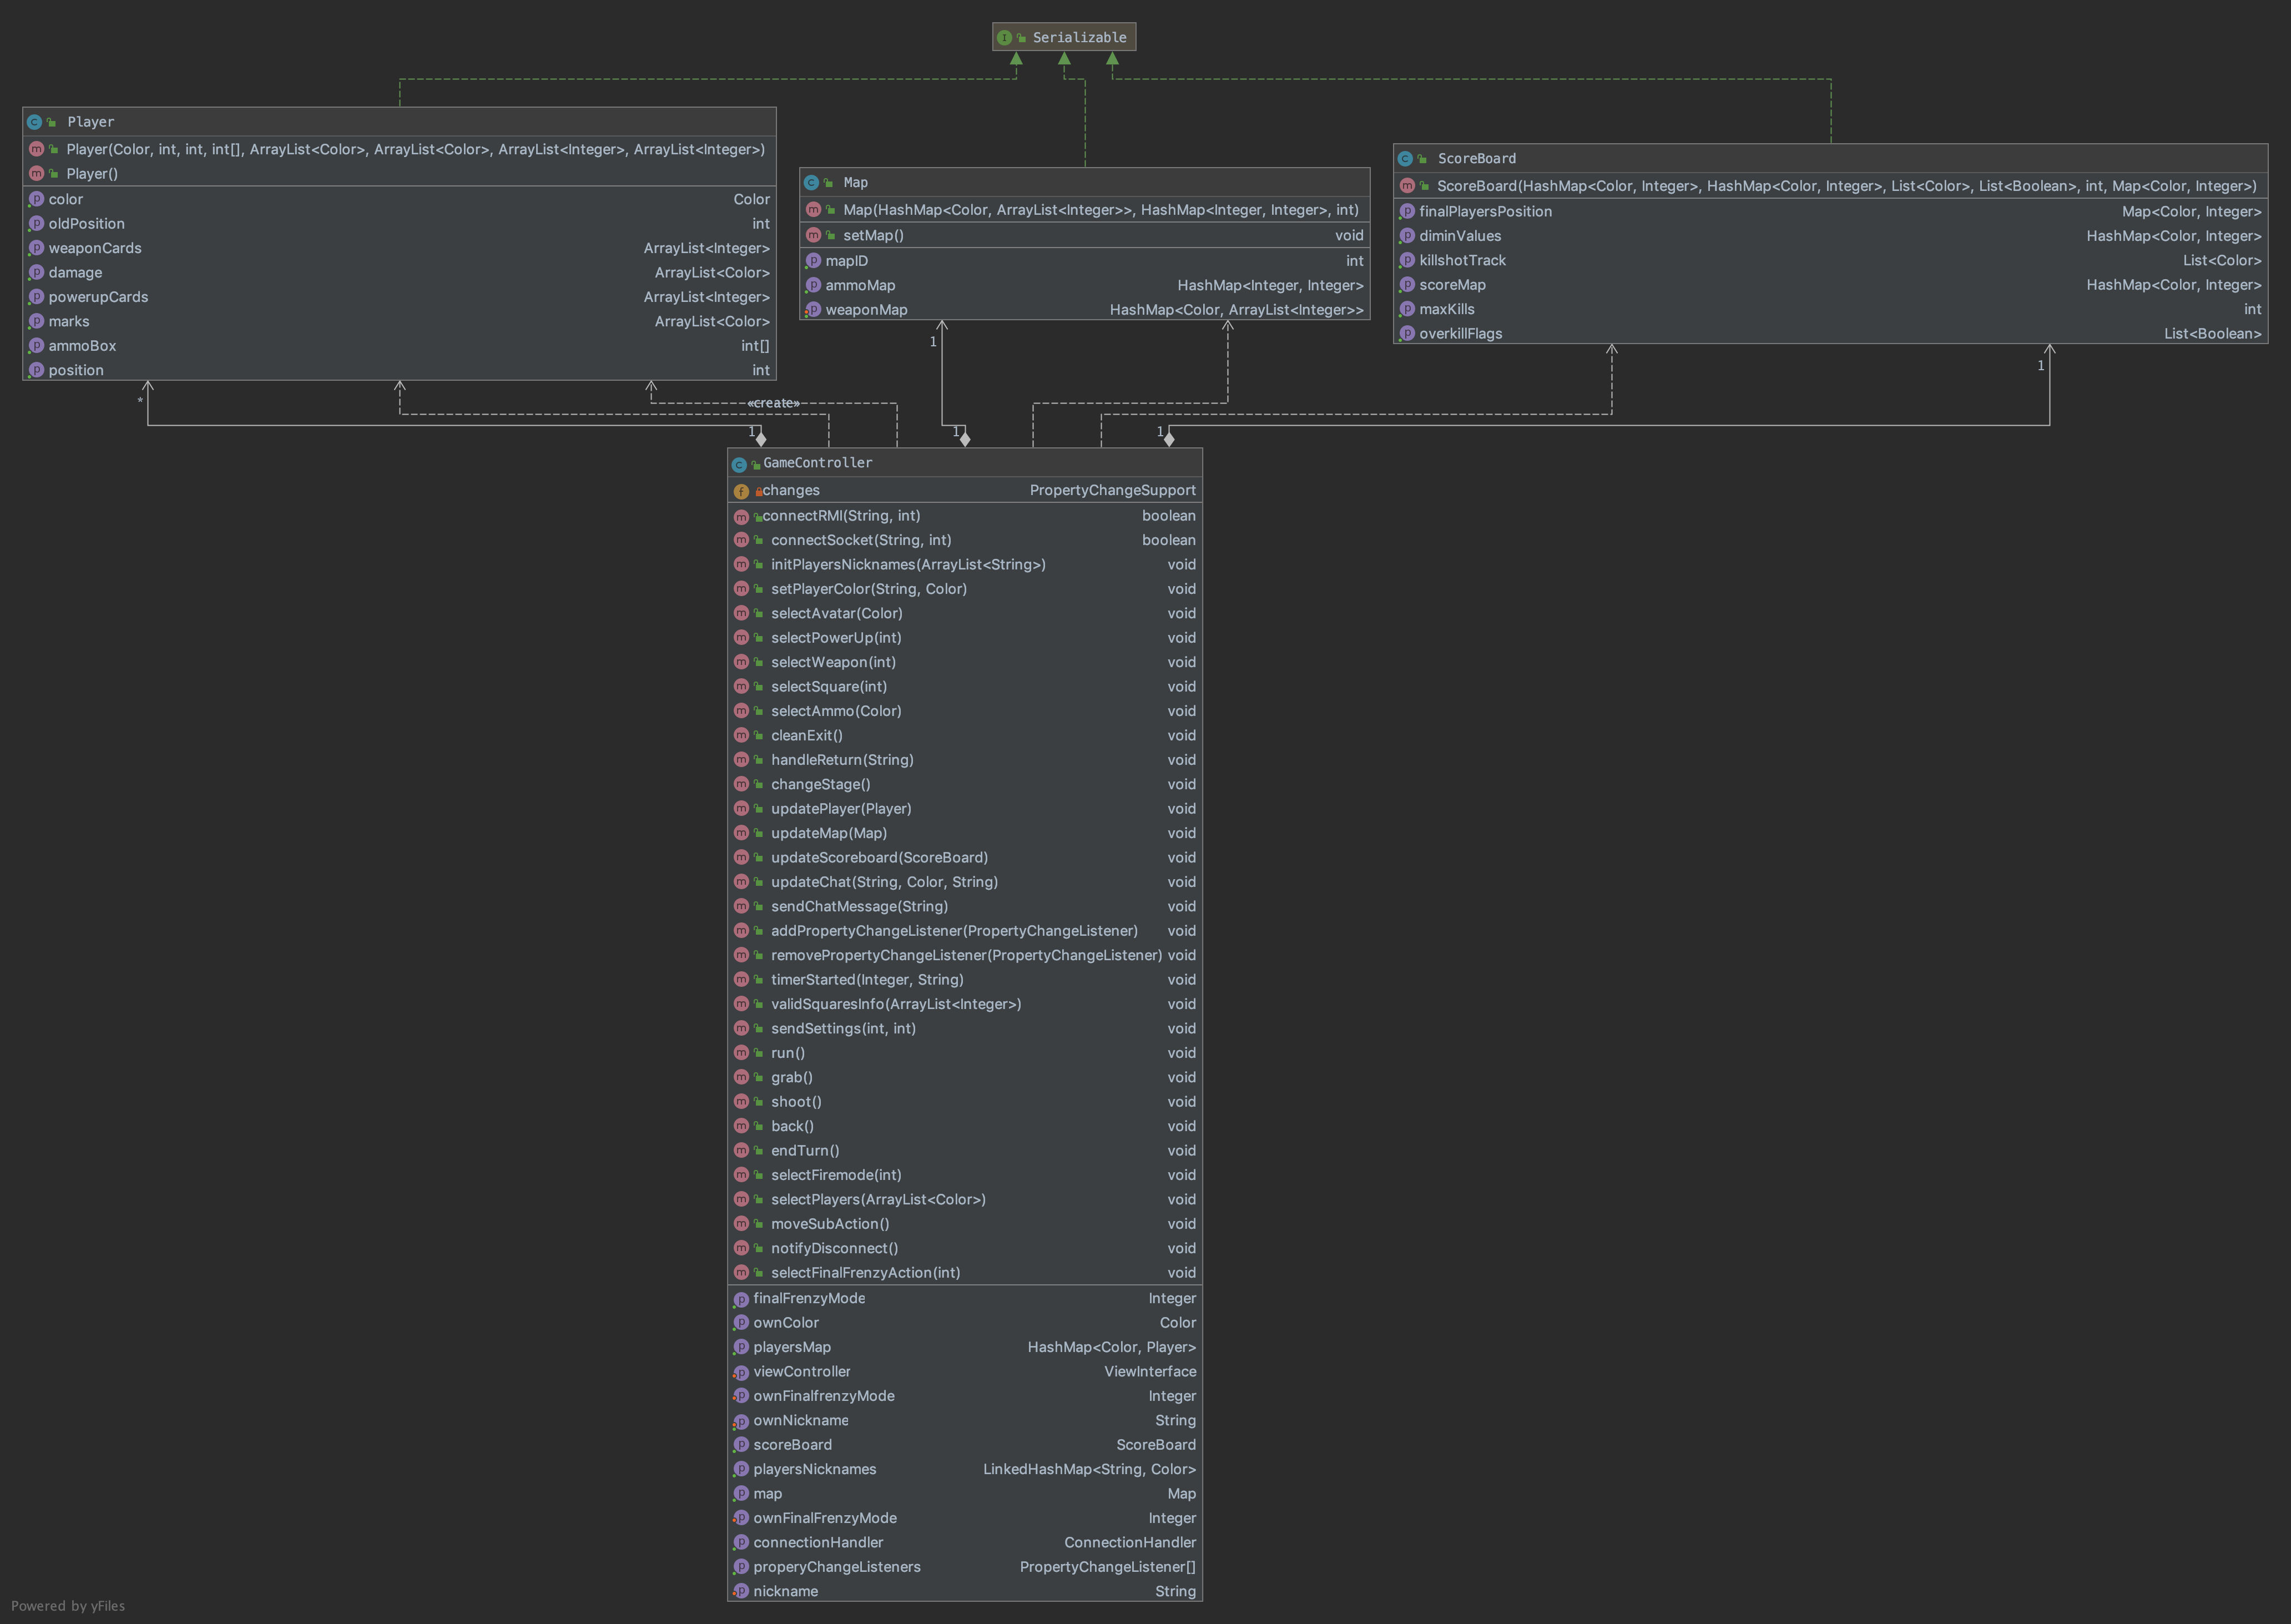 Serializable
Player
Player(Color, int, int, int[], ArrayList<Color>, ArrayList<Color>, ArrayList<Integer>, ArrayList<Integer>)
Player()
color Color
oldPosition int
weaponCards ArrayList<Integer>
damage ArrayList<Color>
powerupCards ArrayList<Integer>
marks ArrayList<Color>
ammoBox int[]
position int
Map
Map(HashMap<Color, ArrayList<Integer>>, HashMap<Integer, Integer>, int)
setMap() void
mapID int
ammoMap HashMap<Integer, Integer>
weaponMap HashMap<Color, ArrayList<Integer>>
ScoreBoard
ScoreBoard(HashMap<Color, Integer>, HashMap<Color, Integer>, List<Color>, List<Boolean>, int, Map<Color, Integer>)
finalPlayersPosition Map<Color, Integer>
diminValues HashMap<Color, Integer>
killshotTrack List<Color>
scoreMap HashMap<Color, Integer>
maxKills int
overkillFlags List<Boolean>
1
1
*
«create»
1
1
1
GameController
changes PropertyChangeSupport
connectRMI(String, int) boolean
connectSocket(String, int) boolean
initPlayersNicknames(ArrayList<String>) void
setPlayerColor(String, Color) void
selectAvatar(Color) void
selectPowerUp(int) void
selectWeapon(int) void
selectSquare(int) void
selectAmmo(Color) void
cleanExit() void
handleReturn(String) void
changeStage() void
updatePlayer(Player) void
updateMap(Map) void
updateScoreboard(ScoreBoard) void
updateChat(String, Color, String) void
sendChatMessage(String) void
addPropertyChangeListener(PropertyChangeListener) void
removePropertyChangeListener(PropertyChangeListener) void
timerStarted(Integer, String) void
validSquaresInfo(ArrayList<Integer>) void
sendSettings(int, int) void
run() void
grab() void
shoot() void
back() void
endTurn() void
selectFiremode(int) void
selectPlayers(ArrayList<Color>) void
moveSubAction() void
notifyDisconnect() void
selectFinalFrenzyAction(int) void
finalFrenzyMode Integer
ownColor Color
playersMap HashMap<Color, Player>
viewController ViewInterface
ownFinalfrenzyMode Integer
ownNickname String
scoreBoard ScoreBoard
playersNicknames LinkedHashMap<String, Color>
map Map
ownFinalFrenzyMode Integer
connectionHandler ConnectionHandler
properyChangeListeners PropertyChangeListener[]
nickname String
Powered by yFiles